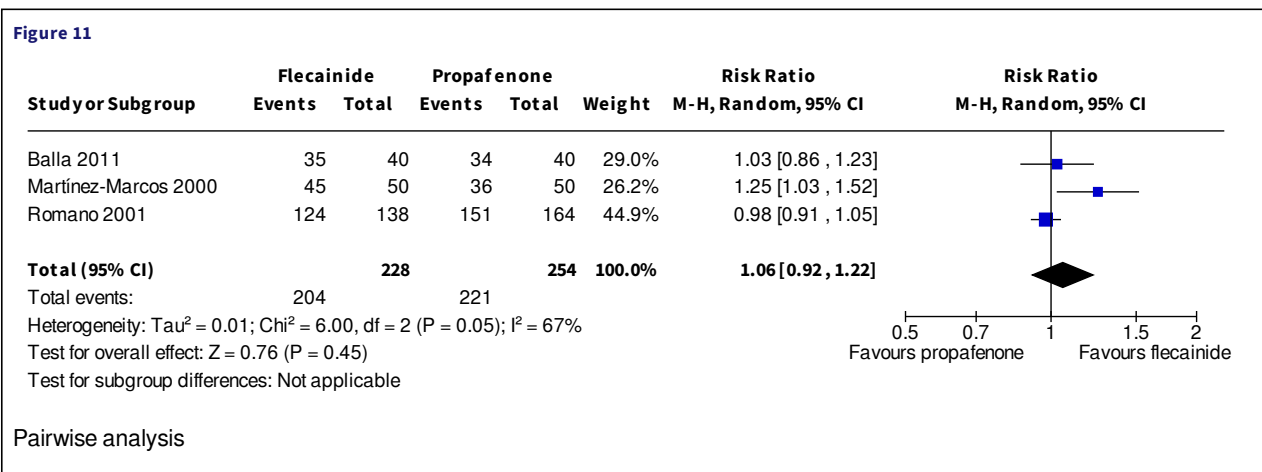 Figure 11
Flecainide Propafenone Risk Ratio Risk Ratio
Study or Subgroup Events Total Events Total Weight M-H, Random, 95% CI M-H, Random, 95% CI
Balla 2011 35 40 34 40 29.0% 1.03 [0.86 , 1.23]
Martínez-Marcos 2000 45 50 36 50 26.2% 1.25 [1.03 , 1.52]
Romano 2001 124 138 151 164 44.9% 0.98 [0.91 , 1.05]
Total (95% CI) 228 254 100.0% 1.06 [0.92 , 1.22]
Total events: 204 221
Heterogeneity: Tau² = 0.01; Chi² = 6.00, df = 2 (P = 0.05); I² = 67%
Test for overall effect: Z = 0.76 (P = 0.45)
Test for subgroup differences: Not applicable
0.5 0.7 1 1.5 2
Favours propafenone Favours flecainide
Pairwise analysis